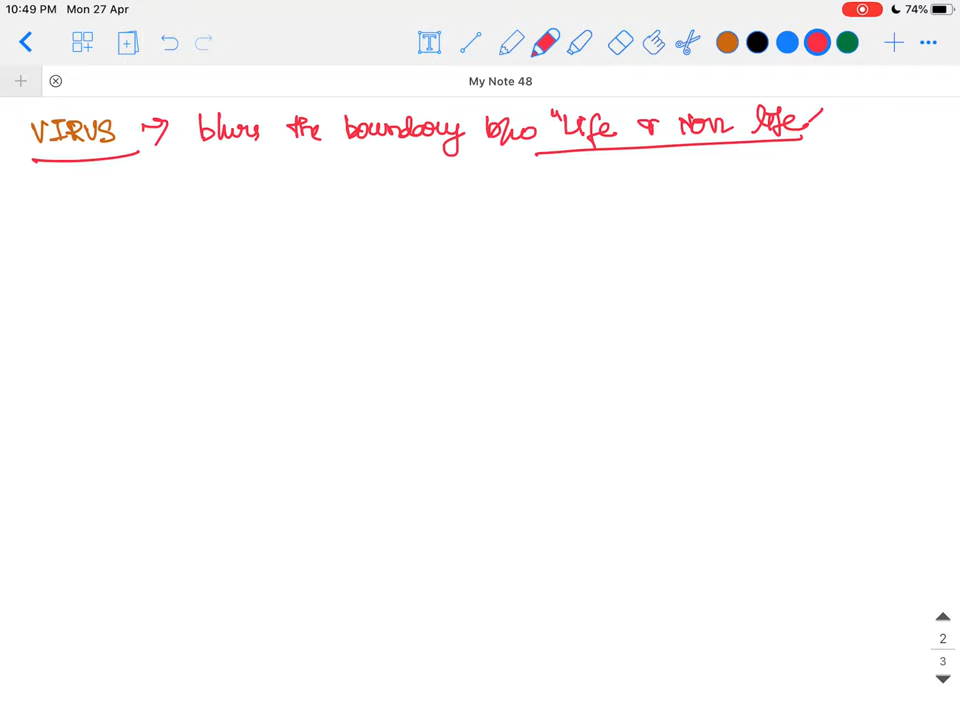 10:49 PM Mon 27 Apr 74%
My Note 48
VIRUS → blurs the boundary b/w "Life & Non life"
2
3